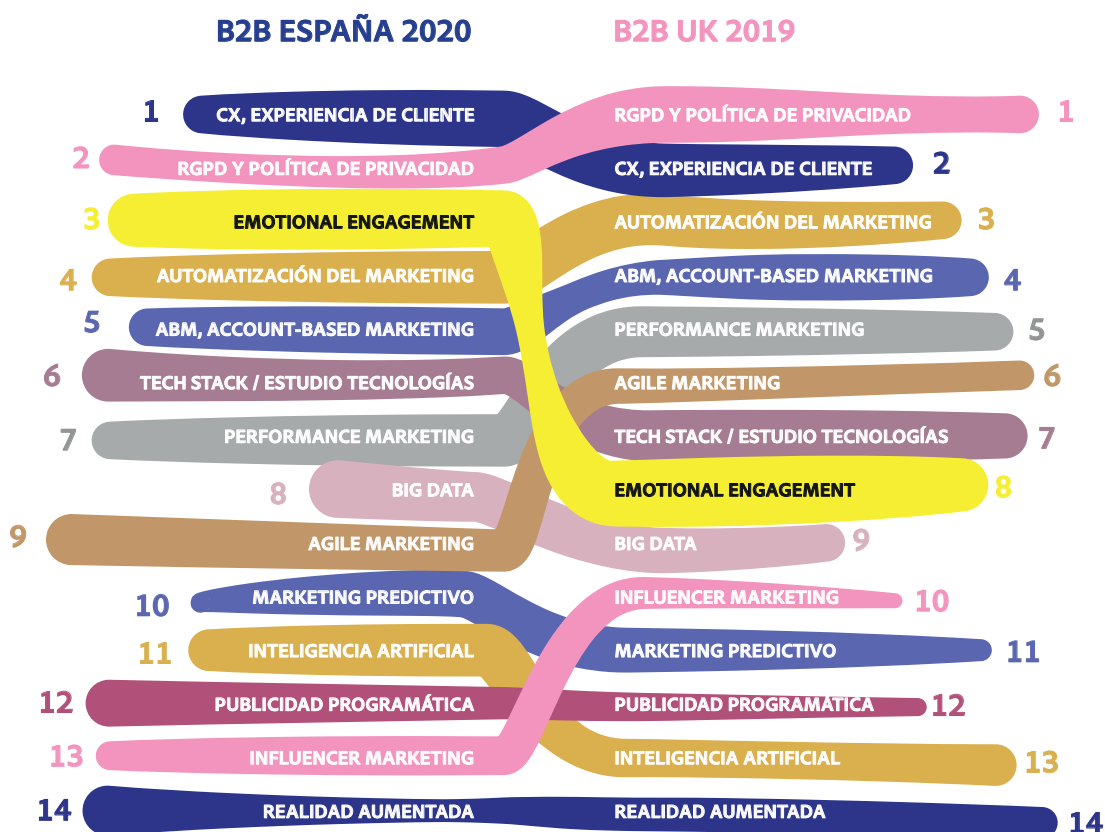 B2B ESPAÑA 2020 B2B UK 2019
1 CX, EXPERIENCIA DE CLIENTE RGPD Y POLÍTICA DE PRIVACIDAD 1
2 RGPD Y POLÍTICA DE PRIVACIDAD CX, EXPERIENCIA DE CLIENTE 2
3 EMOTIONAL ENGAGEMENT AUTOMATIZACIÓN DEL MARKETING 3
4 AUTOMATIZACIÓN DEL MARKETING ABM, ACCOUNT-BASED MARKETING 4
5 ABM, ACCOUNT-BASED MARKETING PERFORMANCE MARKETING 5
6 TECH STACK / ESTUDIO TECNOLOGÍAS AGILE MARKETING 6
7 PERFORMANCE MARKETING TECH STACK / ESTUDIO TECNOLOGÍAS 7
8 BIG DATA EMOTIONAL ENGAGEMENT 8
9 AGILE MARKETING BIG DATA 9
10 MARKETING PREDICTIVO INFLUENCER MARKETING 10
11 INTELIGENCIA ARTIFICIAL MARKETING PREDICTIVO 11
12 PUBLICIDAD PROGRAMÁTICA PUBLICIDAD PROGRAMÁTICA 12
13 INFLUENCER MARKETING INTELIGENCIA ARTIFICIAL 13
14 REALIDAD AUMENTADA REALIDAD AUMENTADA 14